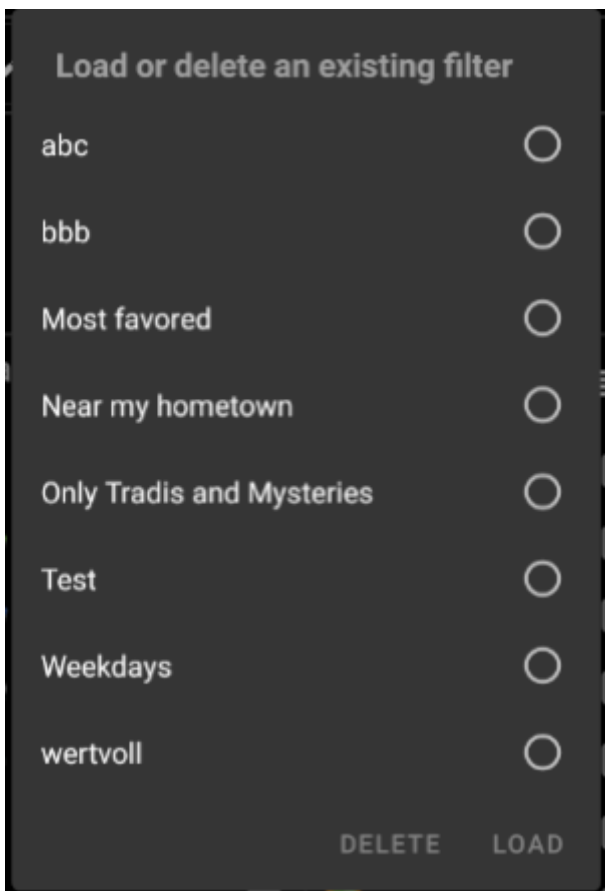 Load or delete an existing filter
abc
bbb
Most favored
Near my hometown
Only Tradis and Mysteries
Test
Weekdays
wertvoll
DELETE LOAD